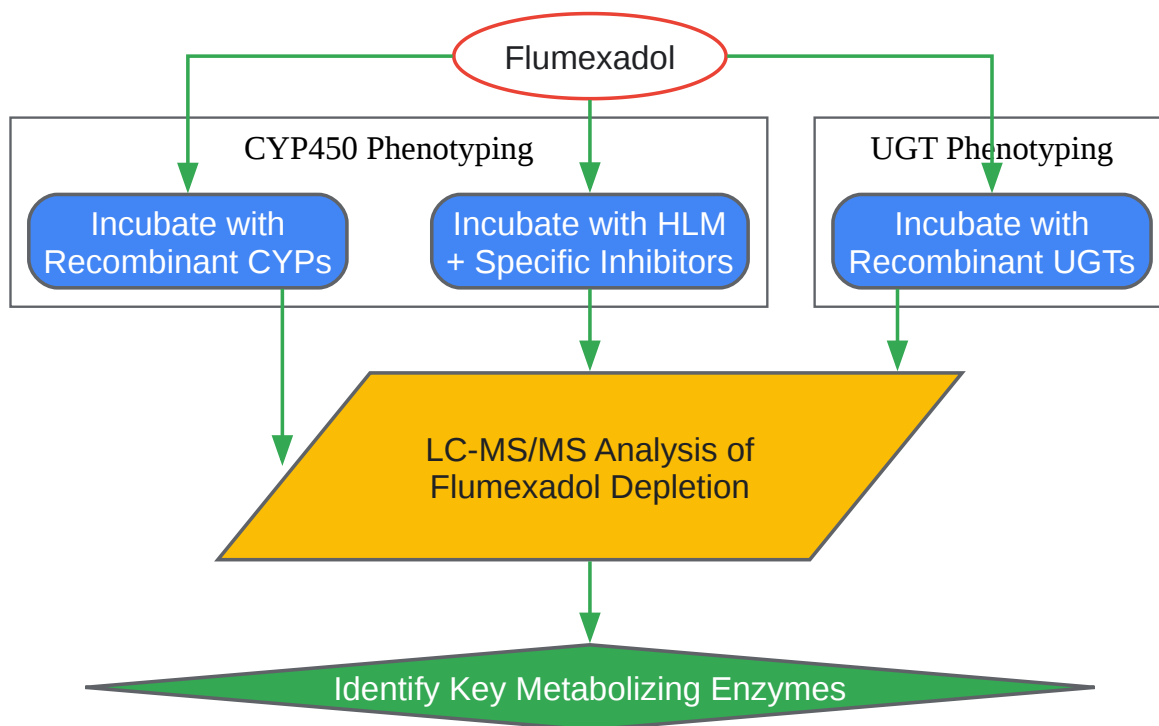 Flumexadol
CYP450 Phenotyping
UGT Phenotyping
Incubate with
Recombinant CYPs
Incubate with HLM
+ Specific Inhibitors
Incubate with
Recombinant UGTs
LC-MS/MS Analysis of
Flumexadol Depletion
Identify Key Metabolizing Enzymes